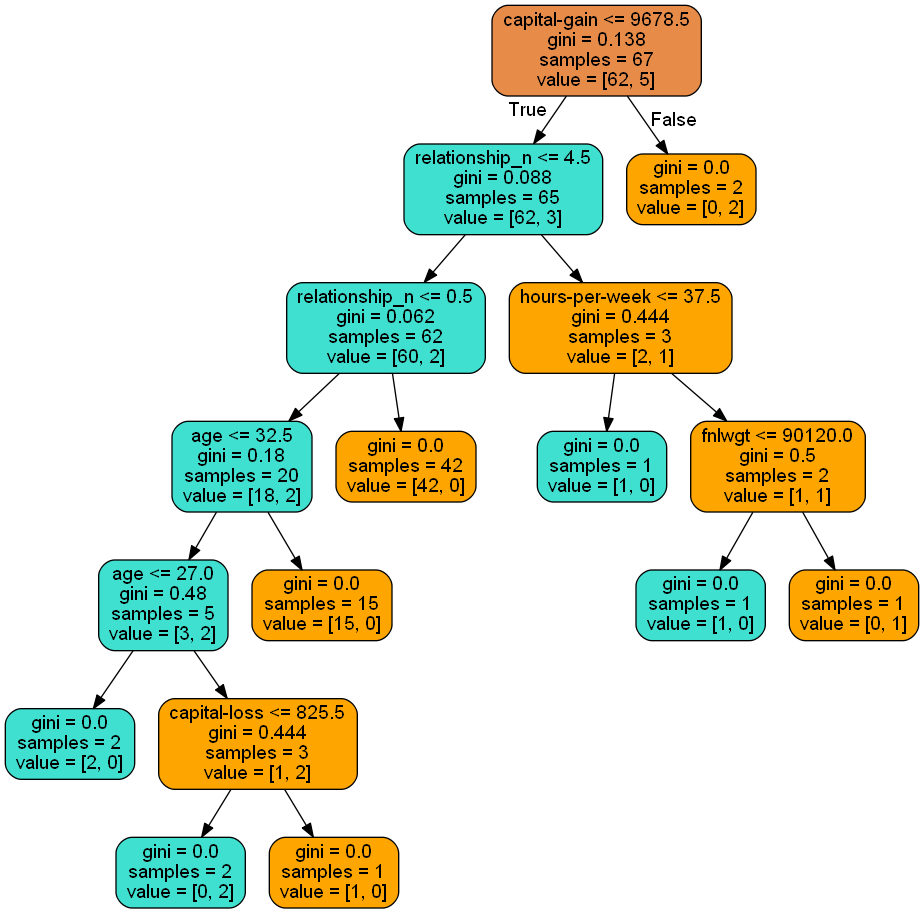 capital-gain <= 9678.5
gini = 0.138
samples = 67
value = [62, 5]
True
False
relationship_n <= 4.5
gini = 0.088
samples = 65
value = [62, 3]
gini = 0.0
samples = 2
value = [0, 2]
relationship_n <= 0.5
gini = 0.062
samples = 62
value = [60, 2]
hours-per-week <= 37.5
gini = 0.444
samples = 3
value = [2, 1]
age <= 32.5
gini = 0.18
samples = 20
value = [18, 2]
gini = 0.0
samples = 42
value = [42, 0]
gini = 0.0
samples = 1
value = [1, 0]
fnlwgt <= 90120.0
gini = 0.5
samples = 2
value = [1, 1]
age <= 27.0
gini = 0.48
samples = 5
value = [3, 2]
gini = 0.0
samples = 15
value = [15, 0]
gini = 0.0
samples = 1
value = [1, 0]
gini = 0.0
samples = 1
value = [0, 1]
gini = 0.0
samples = 2
value = [2, 0]
capital-loss <= 825.5
gini = 0.444
samples = 3
value = [1, 2]
gini = 0.0
samples = 2
value = [0, 2]
gini = 0.0
samples = 1
value = [1, 0]